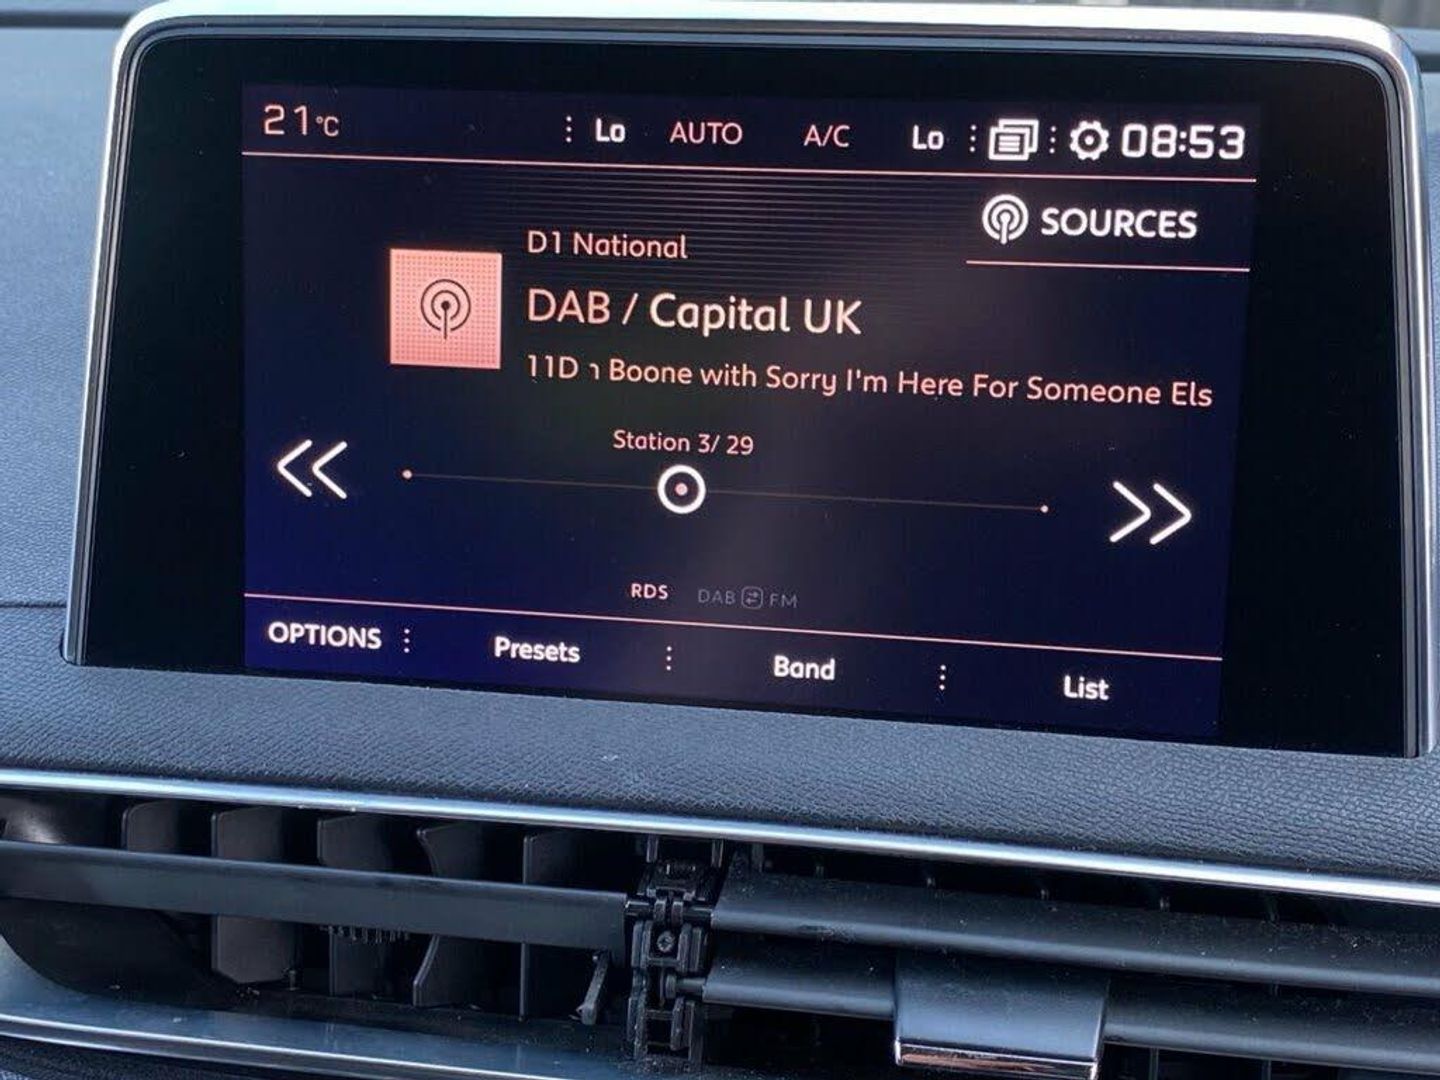 21°C Lo AUTO A/C Lo 08:53
SOURCES
D1 National
DAB / Capital UK
11D Boone with Sorry I'm Here For Someone Els
Station 3/ 29
RDS DAB FM
OPTIONS Presets Band List